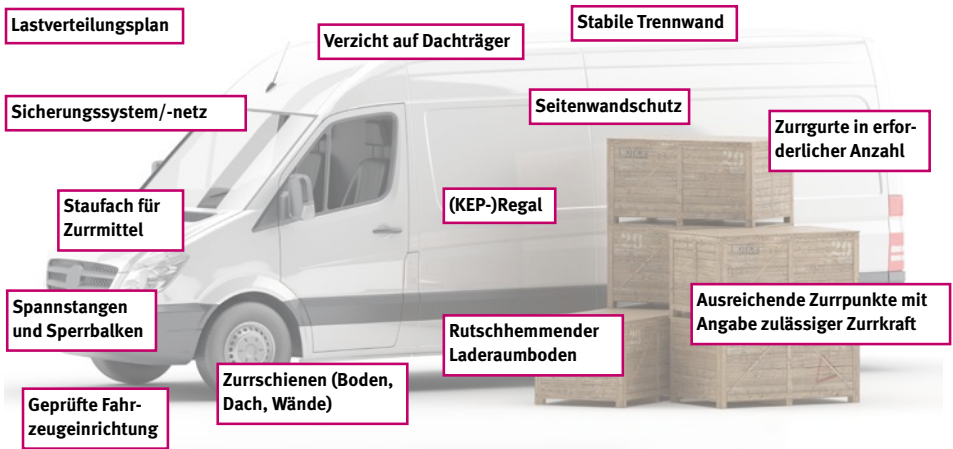 Lastverteilungsplan
Verzicht auf Dachträger
Stabile Trennwand
Sicherungssystem/-netz
Seitenwandschutz
Zurrgurte in erfor-
derlicher Anzahl
Staufach für
Zurrmittel
(KEP-)Regal
Spannstangen
und Sperrbalken
Ausreichende Zurrpunkte mit
Angabe zulässiger Zurrkraft
Rutschhemmender
Laderaumboden
Zurrschienen (Boden,
Dach, Wände)
Geprüfte Fahr-
zeugeinrichtung